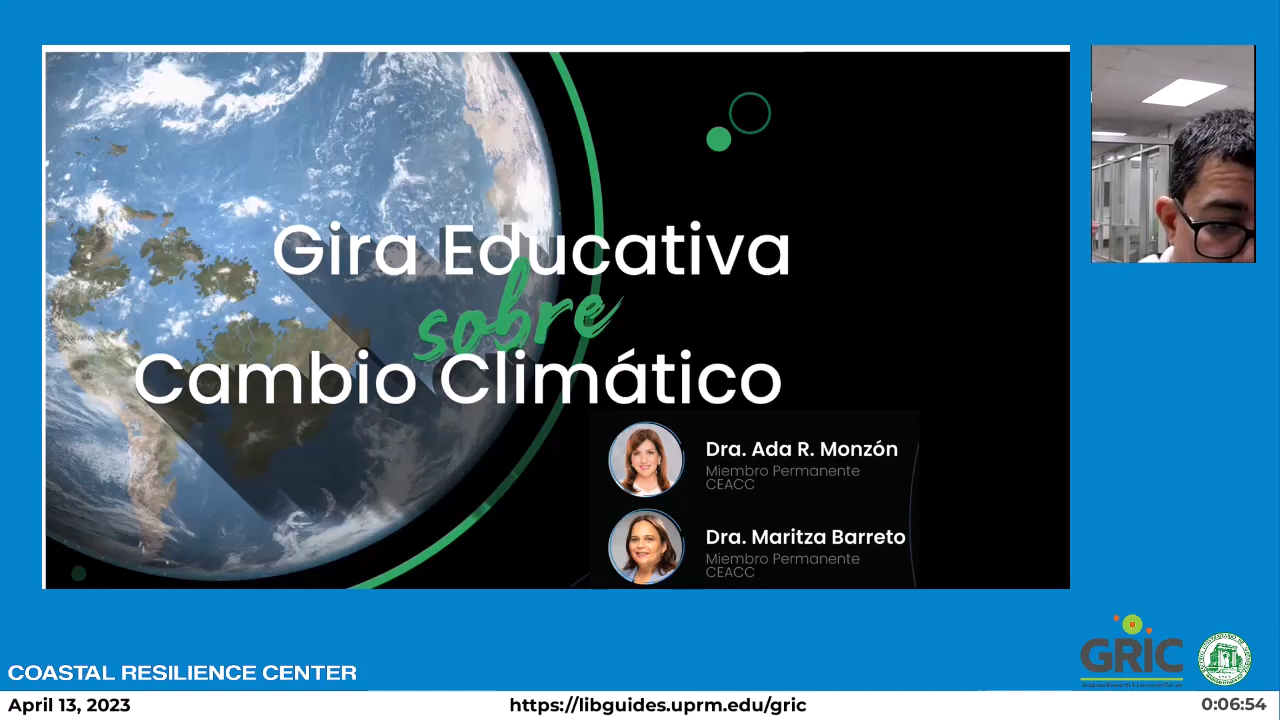 Gira Educativa
sobre
Cambio Climático
Dra. Ada R. Monzón
Miembro Permanente
CEACC
Dra. Maritza Barreto
Miembro Permanente
CEACC
GRIC
COASTAL RESILIENCE CENTER
April 13, 2023
https://libguides.uprm.edu/gric
0:06:54